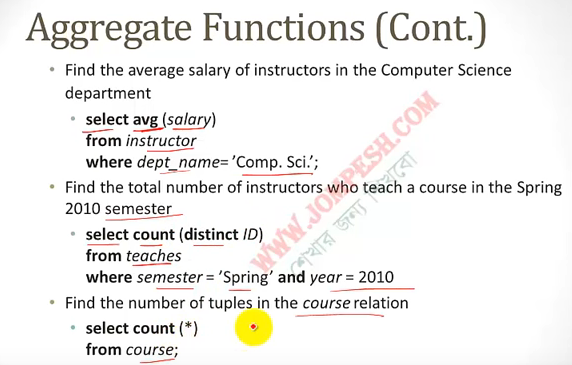 Aggregate Functions (Cont.)
• Find the average salary of instructors in the Computer Science
department
• select avg (salary)
from instructor
where dept_name= ’Comp. Sci.’;
• Find the total number of instructors who teach a course in the Spring
2010 semester
• select count (distinct ID)
from teaches
where semester = ’Spring’ and year = 2010
• Find the number of tuples in the course relation
• select count (*)
from course;
WWW.JOMPESH.COM
শেখার জন্য শিখবো